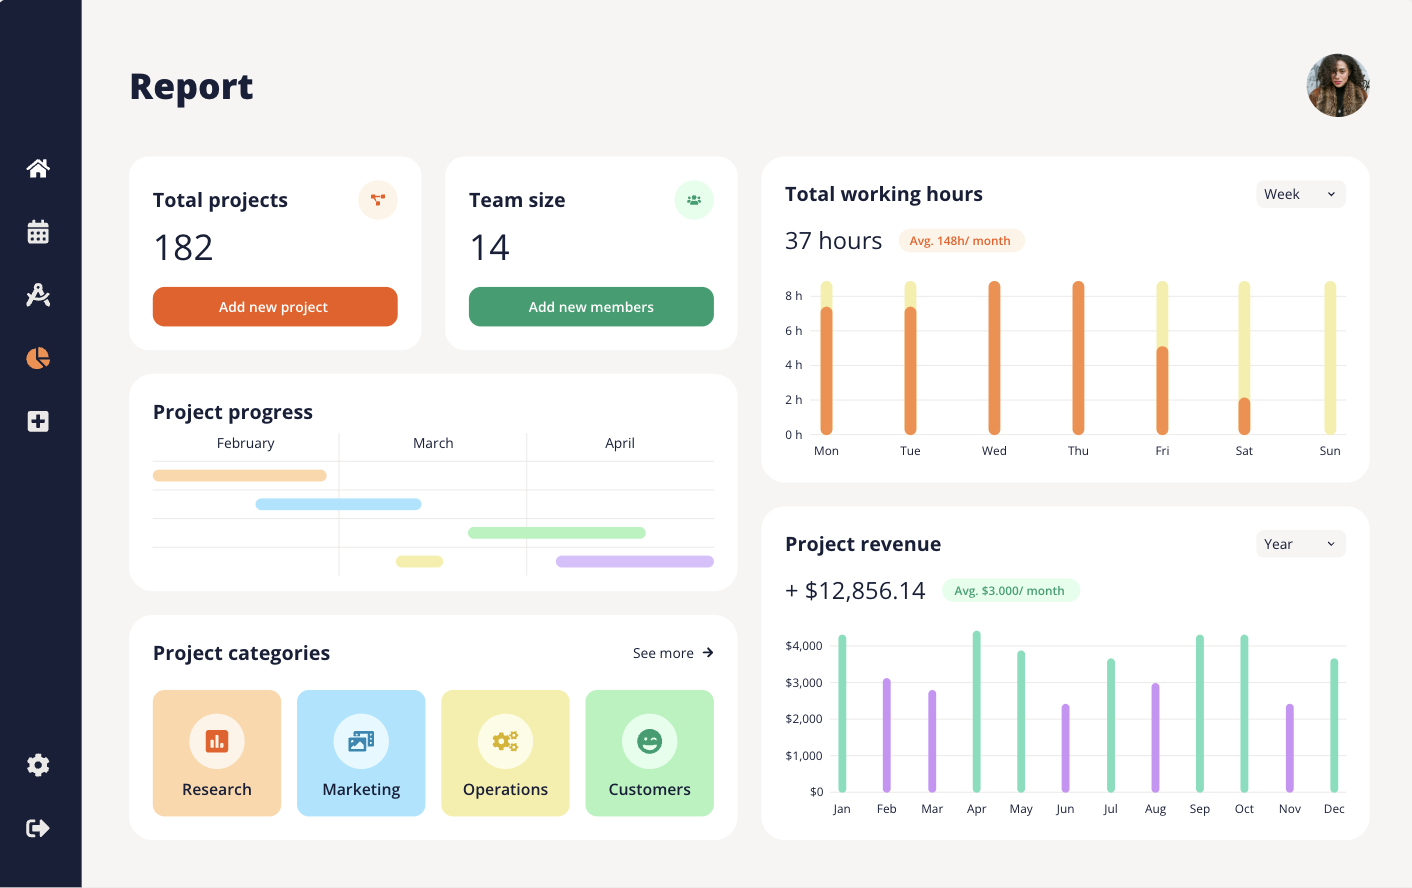 Report
Total projects
182
Add new project
Team size
14
Add new members
Project progress
February March April
Project categories
See more
Research Marketing Operations Customers
Total working hours
Week
37 hours
Avg. 148h/ month
8 h
6 h
4 h
2 h
0 h
Mon Tue Wed Thu Fri Sat Sun
Project revenue
Year
+ $12,856.14
Avg. $3.000/ month
$4,000
$3,000
$2,000
$1,000
$0
Jan Feb Mar Apr May Jun Jul Aug Sep Oct Nov Dec